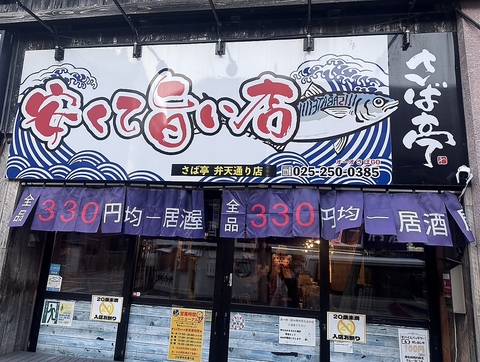 安くて旨い店
さば亭
さば亭 弁天通り店
025-250-0385
全品330円均一居酒屋
全品330円均一居酒
20歳未満
入店お断り
20歳未満
入店お断り